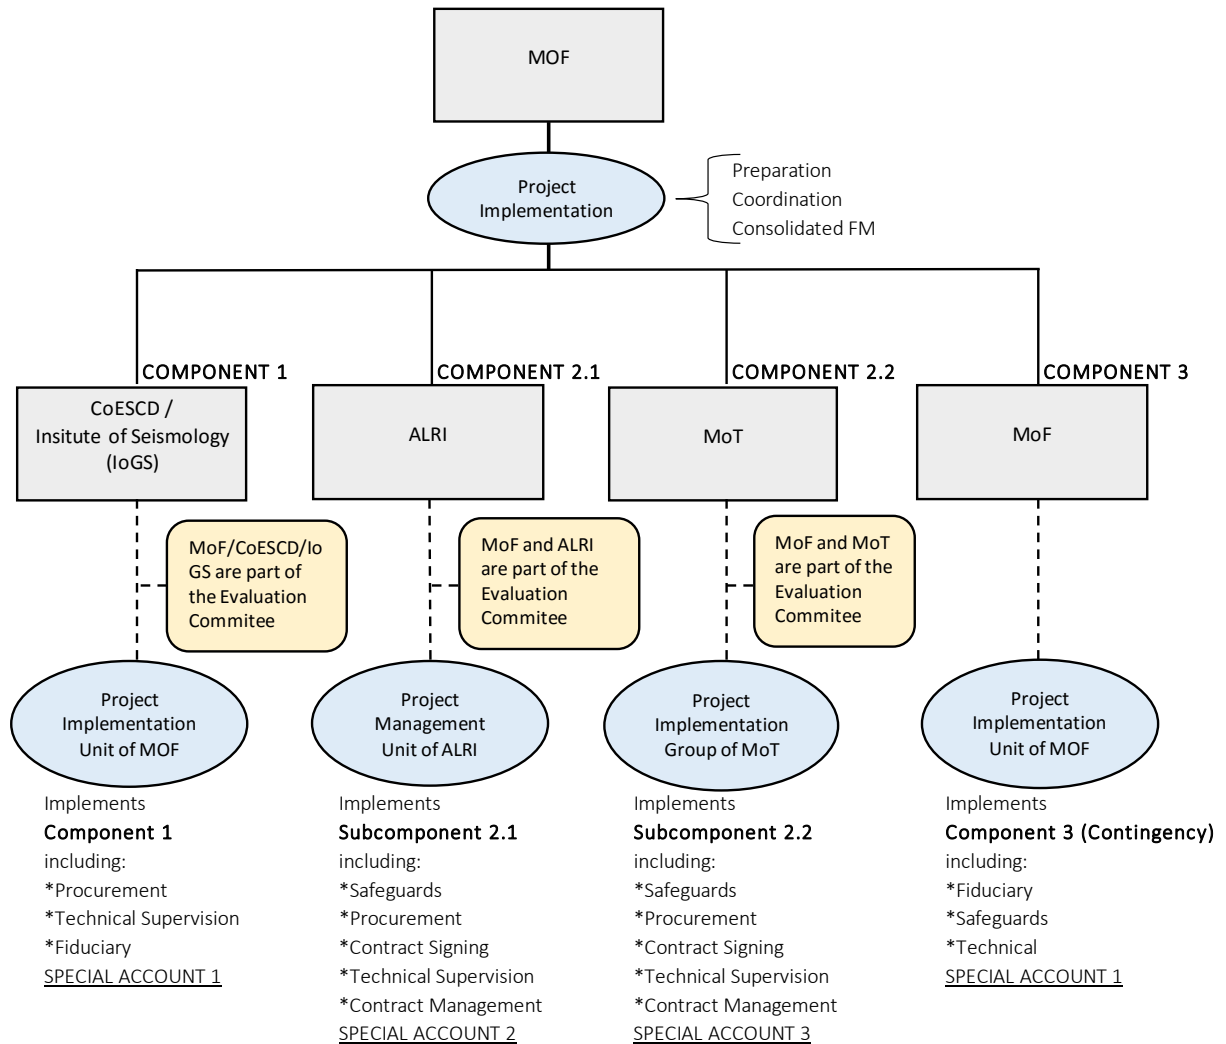 MOF
Project
Implementation
Preparation
Coordination
Consolidated FM
COMPONENT 1
CoESCD /
Insitute of Seismology
(IoGS)
MoF/CoESCD/Io
GS are part of
the Evaluation
Commitee
Project
Implementation
Unit of MOF
Implements
Component 1
including:
*Procurement
*Technical Supervision
*Fiduciary
SPECIAL ACCOUNT 1
COMPONENT 2.1
ALRI
MoF and ALRI
are part of the
Evaluation
Commitee
Project
Management
Unit of ALRI
Implements
Subcomponent 2.1
including:
*Safeguards
*Procurement
*Contract Signing
*Technical Supervision
*Contract Management
SPECIAL ACCOUNT 2
COMPONENT 2.2
MoT
MoF and MoT
are part of the
Evaluation
Commitee
Project
Implementation
Group of MoT
Implements
Subcomponent 2.2
including:
*Safeguards
*Procurement
*Contract Signing
*Technical Supervision
*Contract Management
SPECIAL ACCOUNT 3
COMPONENT 3
MoF
Project
Implementation
Unit of MOF
Implements
Component 3 (Contingency)
including:
*Fiduciary
*Safeguards
*Technical
SPECIAL ACCOUNT 1